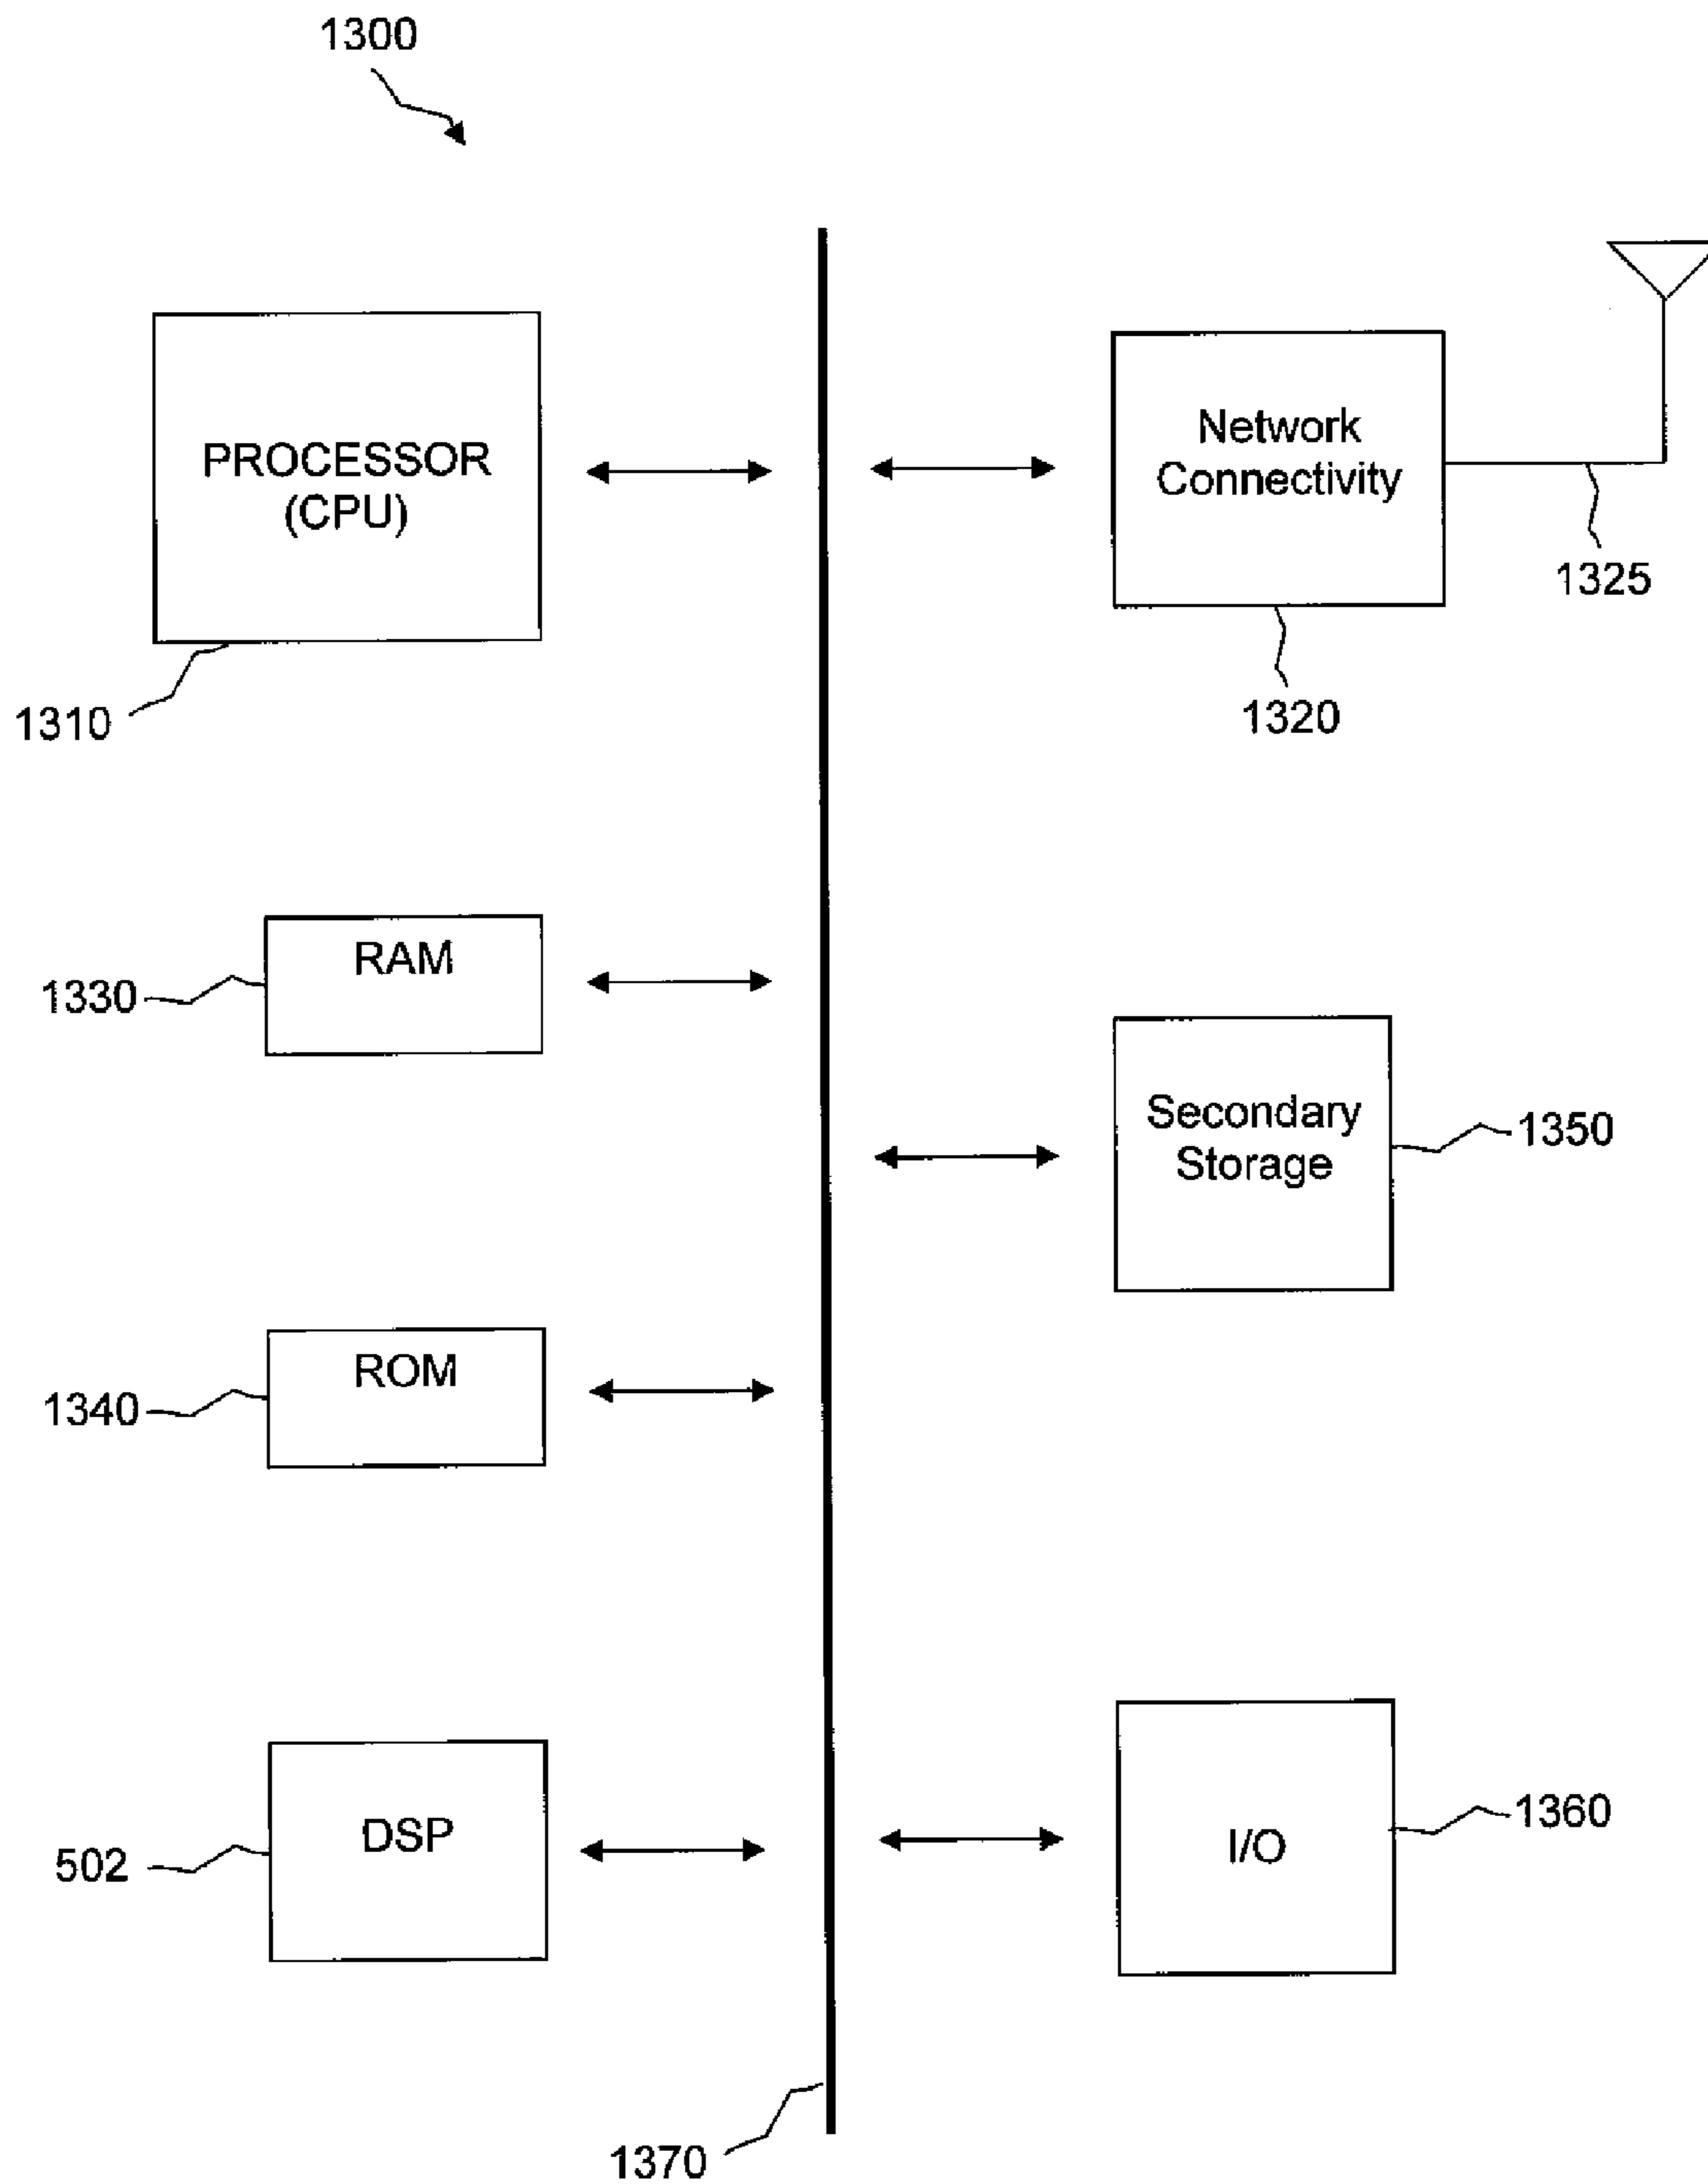 1300
PROCESSOR
(CPU)
1310
Network
Connectivity
1325
1320
RAM
1330
Secondary
Storage
1350
ROM
1340
DSP
502
I/O
1360
1370